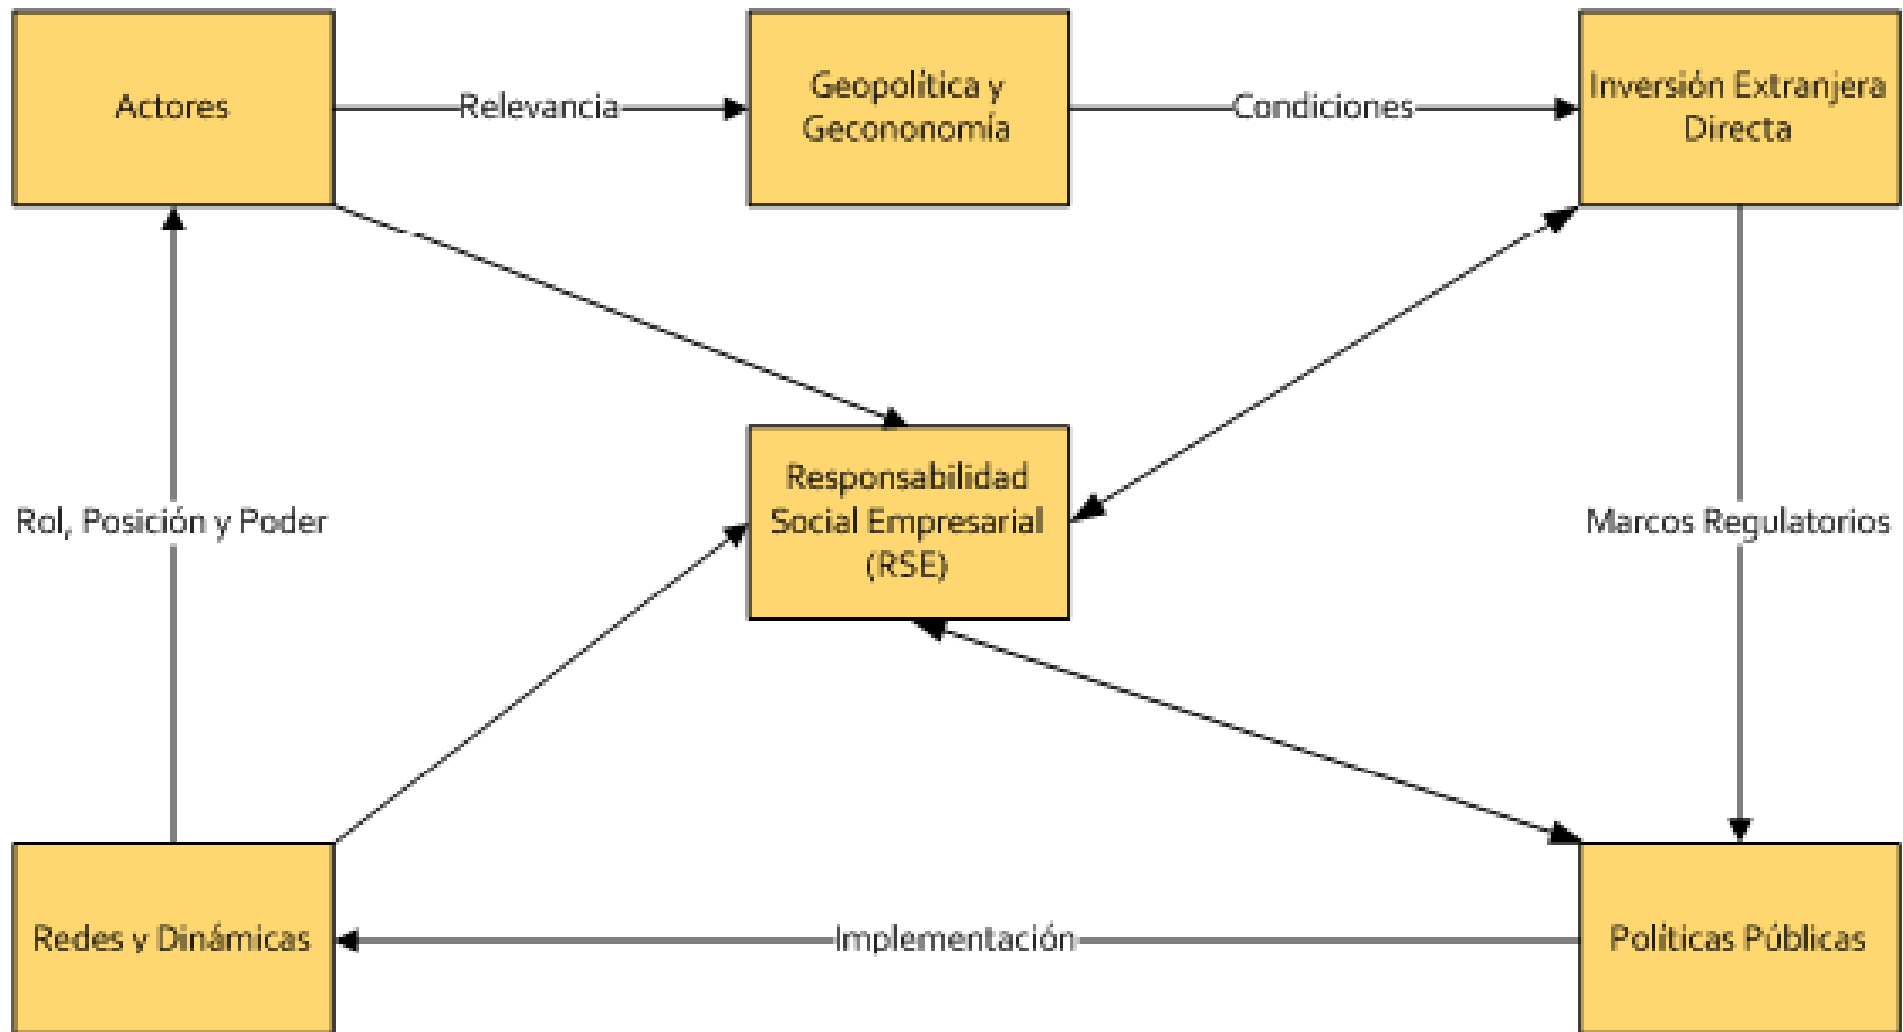 Actores
Relevancia
Geopolítica y
Gecononomía
Condiciones
Inversión Extranjera
Directa
Responsabilidad
Social Empresarial
(RSE)
Rol, Posición y Poder
Marcos Regulatorios
Redes y Dinámicas
Implementación
Políticas Públicas